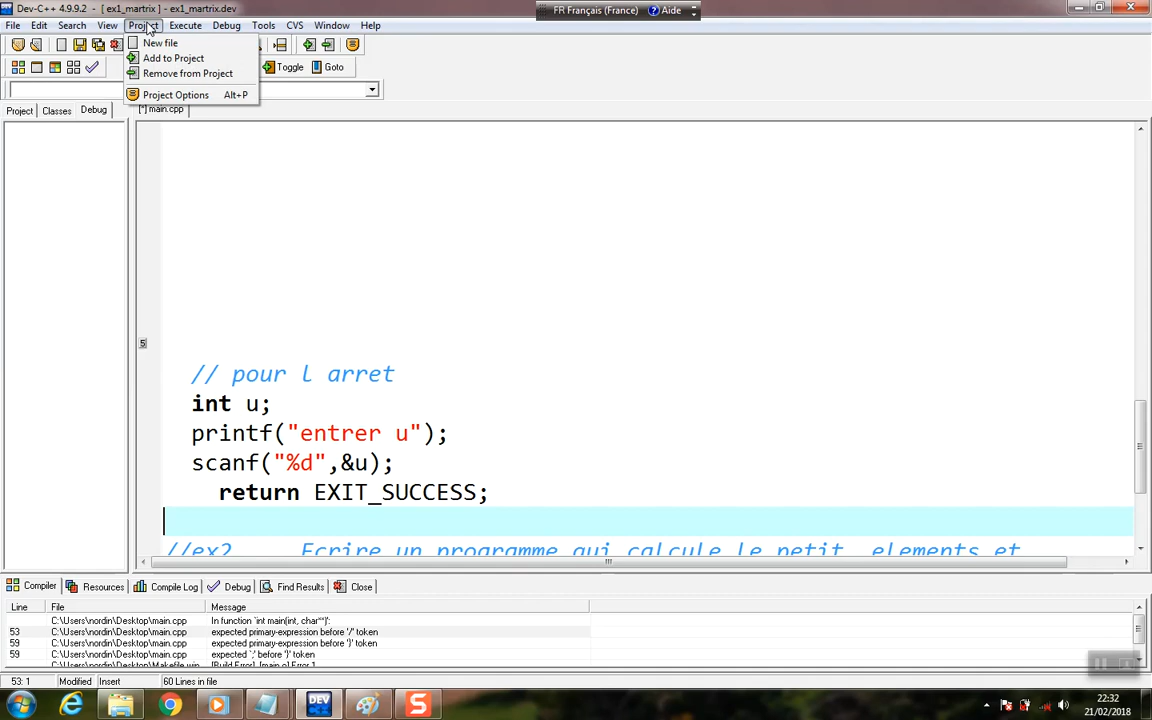 Dev-C++ 4.9.9.2 - [ ex1_martrix ] - ex1_martrix.dev
FR Français (France) Aide
File Edit Search View Project Execute Debug Tools CVS Window Help
New file
Add to Project
Remove from Project
Project Options Alt+P
Toggle Goto
Project Classes Debug
[*] main.cpp
5
// pour l arret
int u;
printf("entrer u");
scanf("%d",&u);
return EXIT_SUCCESS;
//ex2 Ecrire un programme qui calcule le petit elements et
Compiler Resources Compile Log Debug Find Results Close
Line File Message
C:\Users\nordin\Desktop\main.cpp In function `int main(int, char**)':
53 C:\Users\nordin\Desktop\main.cpp expected primary-expression before '/' token
59 C:\Users\nordin\Desktop\main.cpp expected primary-expression before '}' token
59 C:\Users\nordin\Desktop\main.cpp expected `;' before '}' token
C:\Users\nordin\Desktop\Makefile.win [Build Error] [main.o] Error 1
53: 1 Modified Insert 60 Lines in file
DEV
S
22:32
21/02/2018